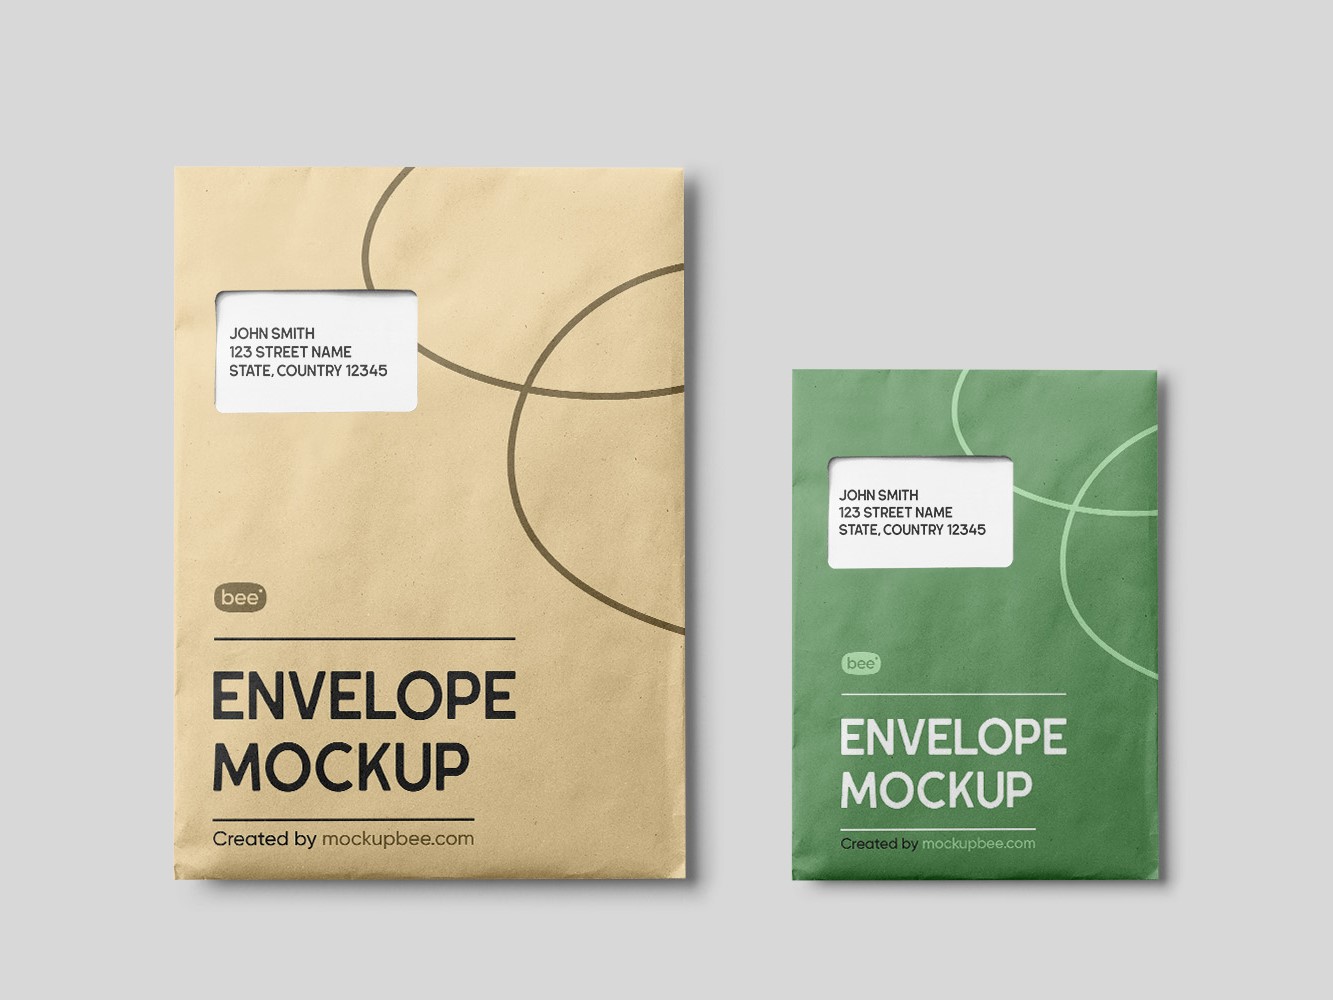 JOHN SMITH
123 STREET NAME
STATE, COUNTRY 12345
bee
ENVELOPE
MOCKUP
Created by mockupbee.com
JOHN SMITH
123 STREET NAME
STATE, COUNTRY 12345
bee
ENVELOPE
MOCKUP
Created by mockupbee.com